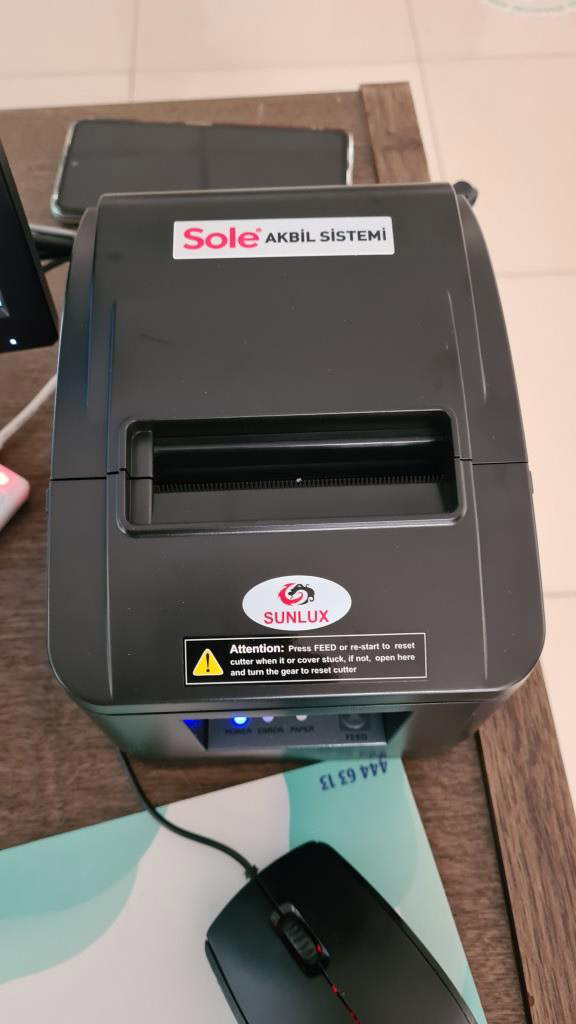 Sole® AKBİL SİSTEMİ
SUNLUX
Attention: Press FEED or re-start to reset
cutter when it or cover stuck, if not, open here
and turn the gear to reset cutter
POWER ERROR PAPER
FEED
444 63 13